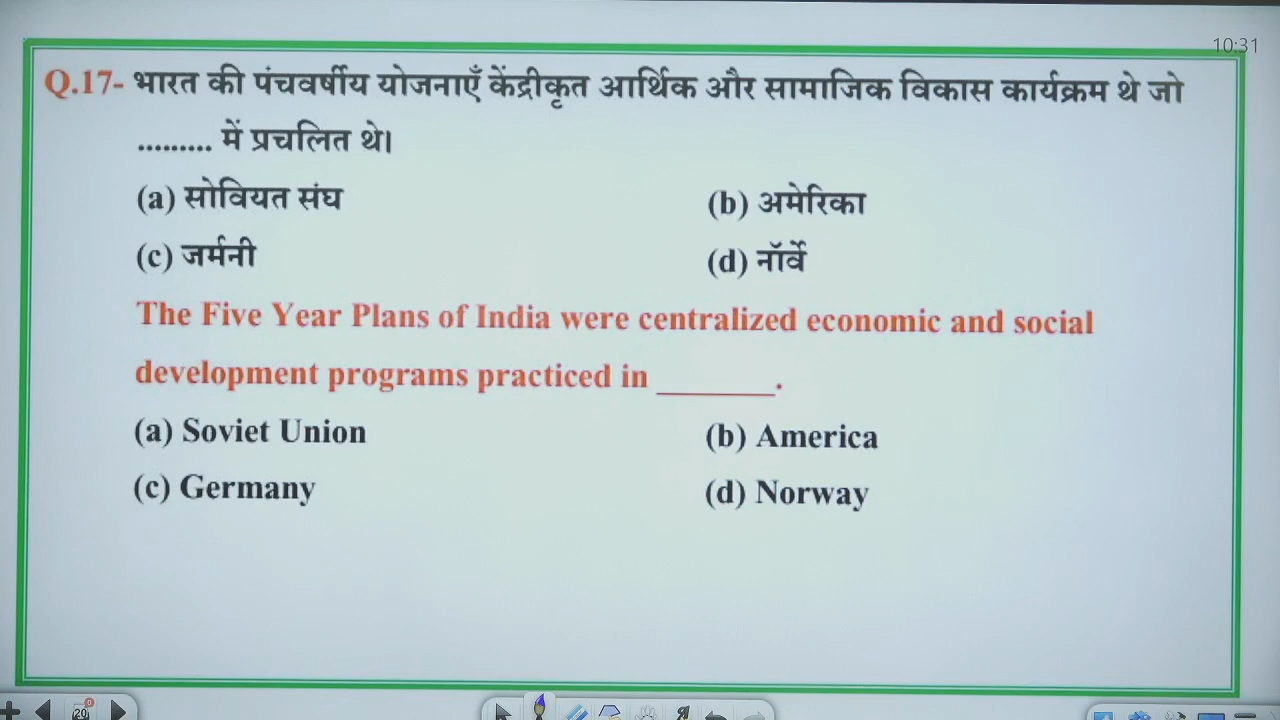 10:31
Q.17- भारत की पंचवर्षीय योजनाएँ केंद्रीकृत आर्थिक और सामाजिक विकास कार्यक्रम थे जो
......... में प्रचलित थे।
(a) सोवियत संघ (b) अमेरिका
(c) जर्मनी (d) नॉर्वे
The Five Year Plans of India were centralized economic and social
development programs practiced in _______.
(a) Soviet Union (b) America
(c) Germany (d) Norway
20